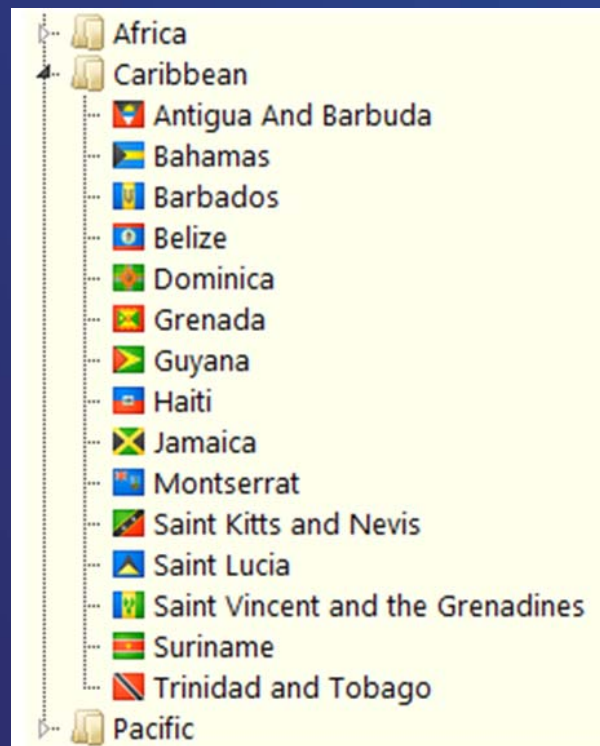 Africa
Caribbean
Antigua And Barbuda
Bahamas
Barbados
Belize
Dominica
Grenada
Guyana
Haiti
Jamaica
Montserrat
Saint Kitts and Nevis
Saint Lucia
Saint Vincent and the Grenadines
Suriname
Trinidad and Tobago
Pacific